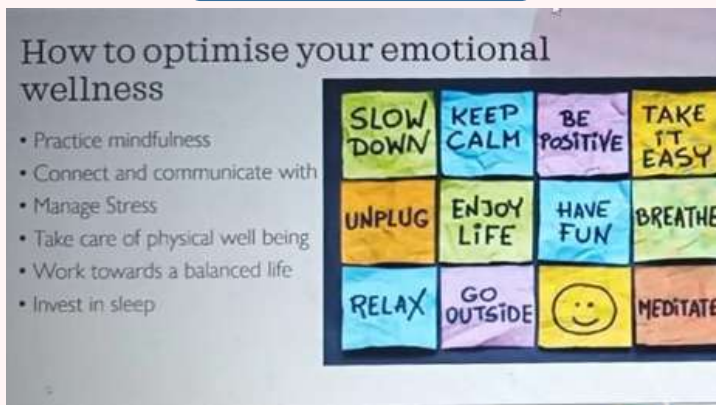 How to optimise your emotional
wellness
• Practice mindfulness
• Connect and communicate with
• Manage Stress
• Take care of physical well being
• Work towards a balanced life
• Invest in sleep
SLOW
DOWN
KEEP
CALM
BE
POSITIVE
TAKE
IT
EASY
UNPLUG
ENJOY
LIFE
HAVE
FUN
BREATHE
RELAX
GO
OUTSIDE
MEDITATE